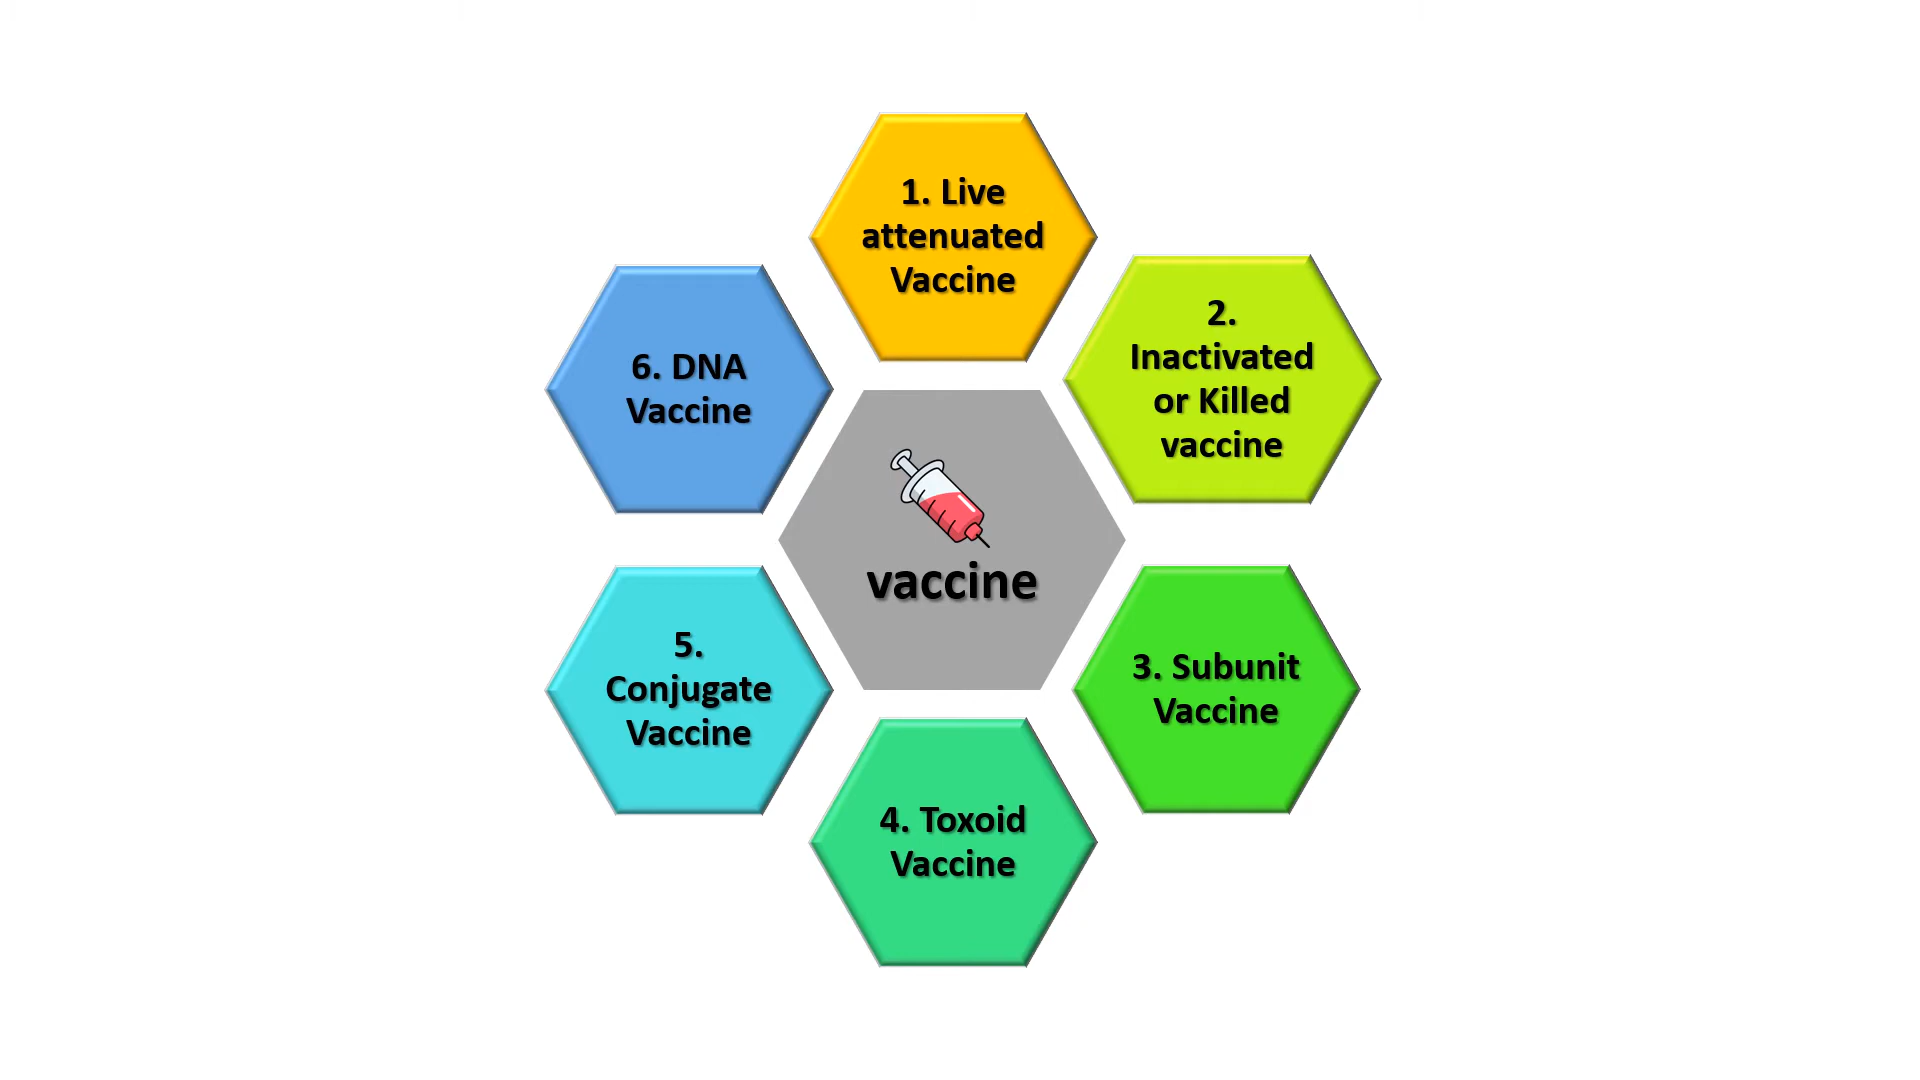 1. Live
attenuated
Vaccine
2.
Inactivated
or Killed
vaccine
3. Subunit
Vaccine
4. Toxoid
Vaccine
5.
Conjugate
Vaccine
6. DNA
Vaccine
vaccine